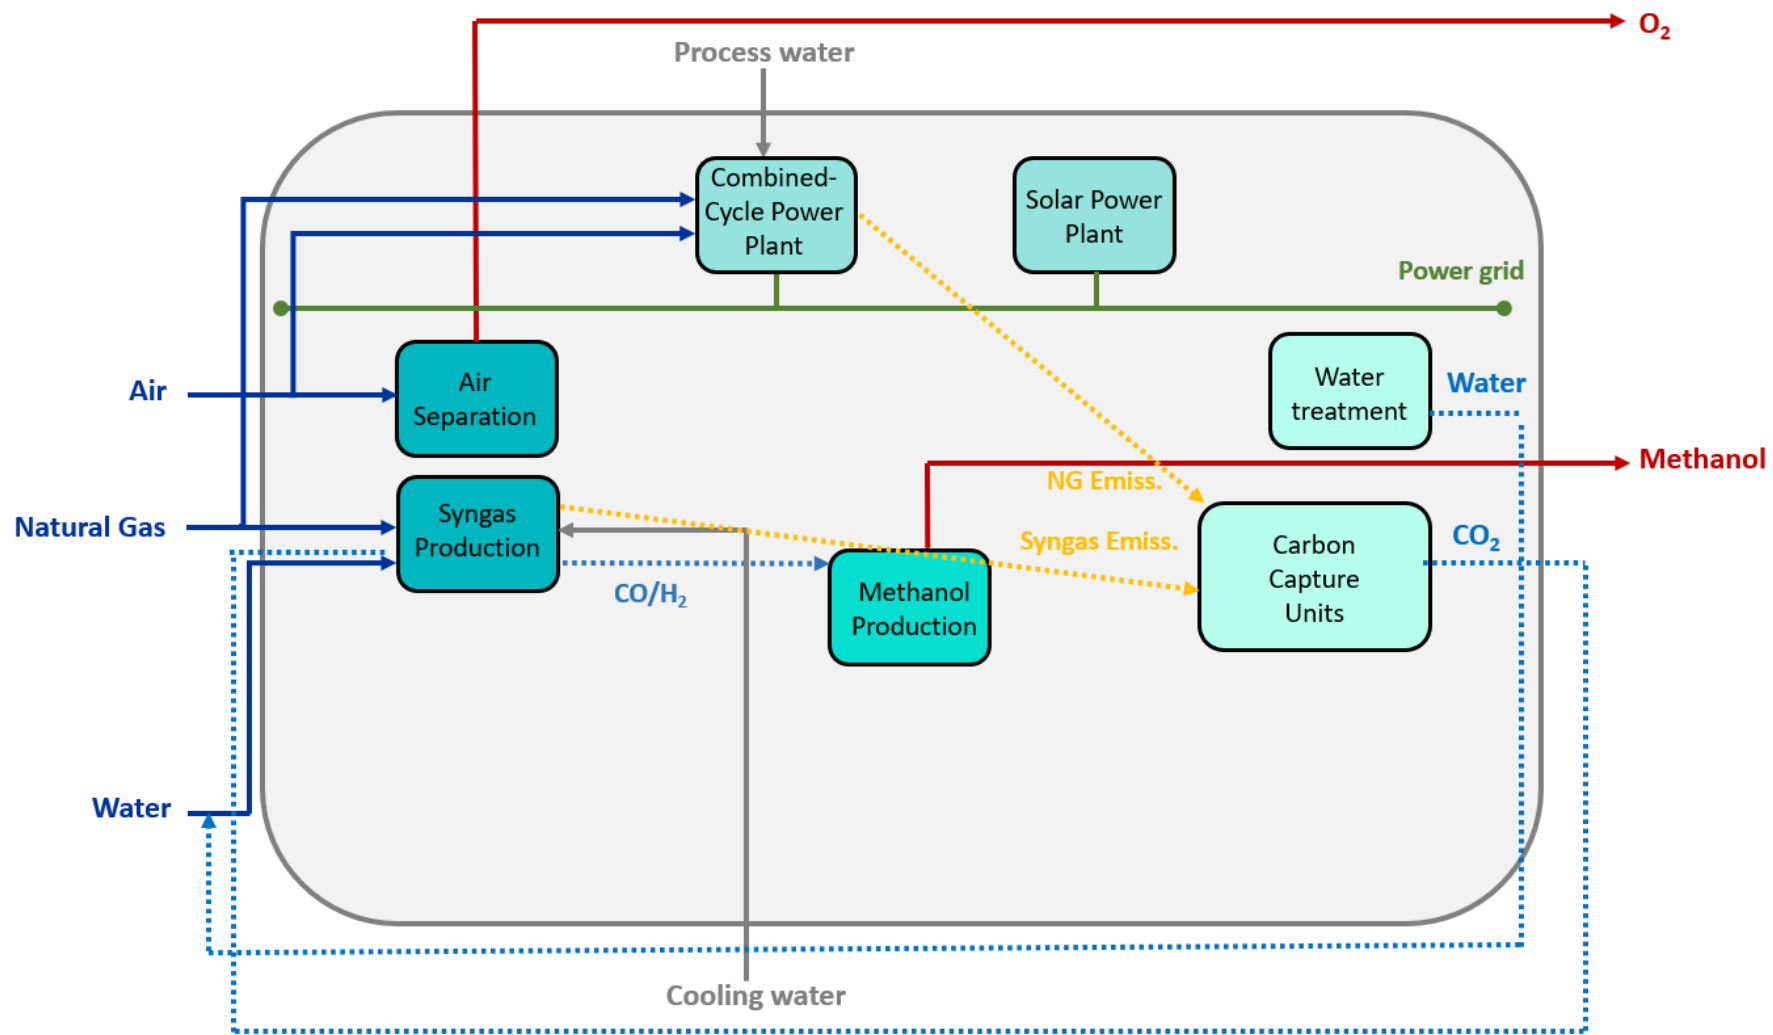 O₂
Process water
Combined-
Cycle Power
Plant
Solar Power
Plant
Power grid
Air
Air
Separation
Water
treatment
Water
Methanol
NG Emiss.
Natural Gas
Syngas
Production
Syngas Emiss.
CO₂
Carbon
Capture
Units
CO/H₂
Methanol
Production
Water
Cooling water